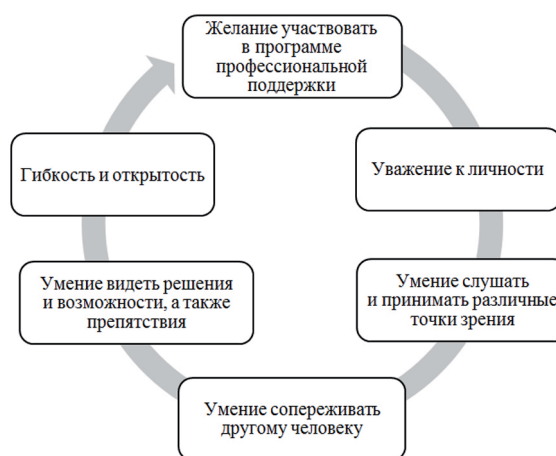 Желание участвовать
в программе
профессиональной
поддержки
Уважение к личности
Умение слушать
и принимать различные
точки зрения
Умение сопереживать
другому человеку
Умение видеть решения
и возможности, а также
препятствия
Гибкость и открытость